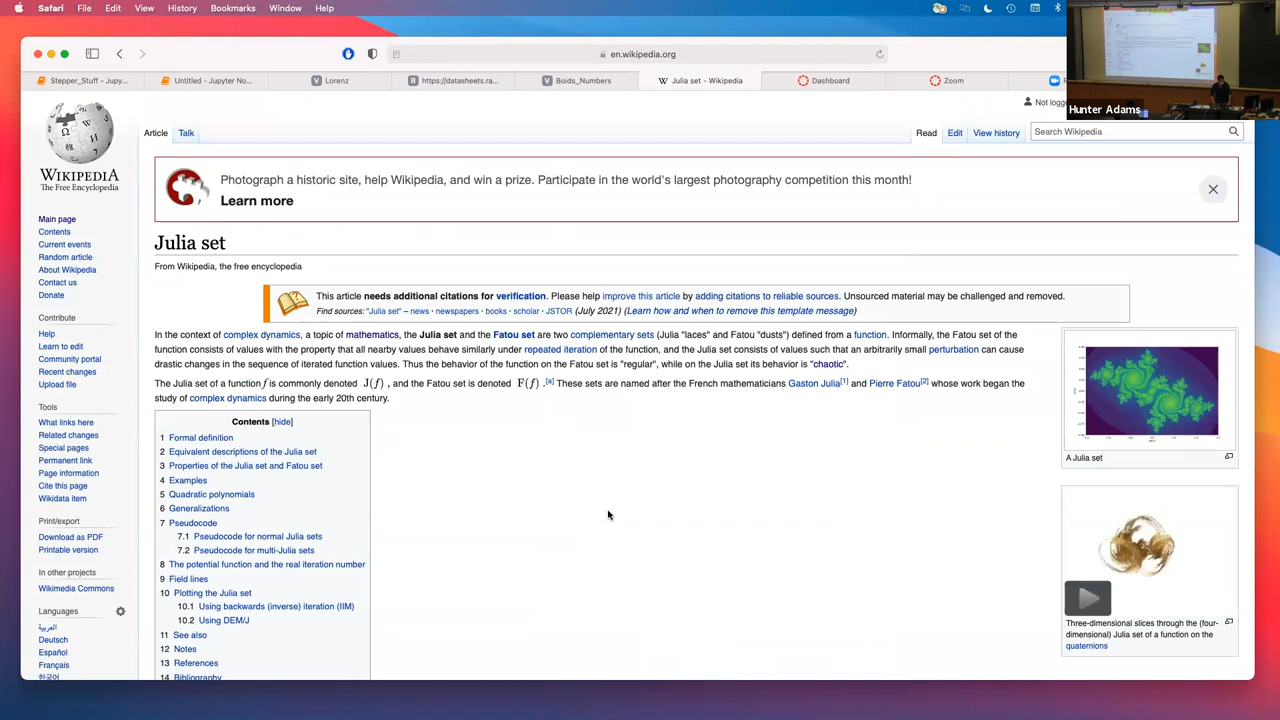 Safari File Edit View History Bookmarks Window Help
en.wikipedia.org
Stepper_Stuff - Jupy...
Untitled - Jupyter No...
Lorenz
https://datasheets.ra...
Boids_Numbers
Julia set - Wikipedia
Dashboard
Zoom
Hunter Adams
Not logg
Article Talk
Read Edit View history
Search Wikipedia
WIKIPEDIA
The Free Encyclopedia
Main page
Contents
Current events
Random article
About Wikipedia
Contact us
Donate
Contribute
Help
Learn to edit
Community portal
Recent changes
Upload file
Tools
What links here
Related changes
Special pages
Permanent link
Page information
Cite this page
Wikidata item
Print/export
Download as PDF
Printable version
In other projects
Wikimedia Commons
Languages
العربية
Deutsch
Español
Français
한국어
Photograph a historic site, help Wikipedia, and win a prize. Participate in the world's largest photography competition this month!
Learn more
Julia set
From Wikipedia, the free encyclopedia
This article needs additional citations for verification. Please help improve this article by adding citations to reliable sources. Unsourced material may be challenged and removed.
Find sources: "Julia set" – news · newspapers · books · scholar · JSTOR (July 2021) (Learn how and when to remove this template message)
In the context of complex dynamics, a topic of mathematics, the Julia set and the Fatou set are two complementary sets (Julia "laces" and Fatou "dusts") defined from a function. Informally, the Fatou set of the
function consists of values with the property that all nearby values behave similarly under repeated iteration of the function, and the Julia set consists of values such that an arbitrarily small perturbation can cause
drastic changes in the sequence of iterated function values. Thus the behavior of the function on the Fatou set is "regular", while on the Julia set its behavior is "chaotic".
The Julia set of a function f is commonly denoted J(f), and the Fatou set is denoted F(f).[a] These sets are named after the French mathematicians Gaston Julia[1] and Pierre Fatou[2] whose work began the
study of complex dynamics during the early 20th century.
Contents [hide]
1 Formal definition
2 Equivalent descriptions of the Julia set
3 Properties of the Julia set and Fatou set
4 Examples
5 Quadratic polynomials
6 Generalizations
7 Pseudocode
7.1 Pseudocode for normal Julia sets
7.2 Pseudocode for multi-Julia sets
8 The potential function and the real iteration number
9 Field lines
10 Plotting the Julia set
10.1 Using backwards (inverse) iteration (IIM)
10.2 Using DEM/J
11 See also
12 Notes
13 References
14 Bibliography
A Julia set
Three-dimensional slices through the (four-
dimensional) Julia set of a function on the
quaternions